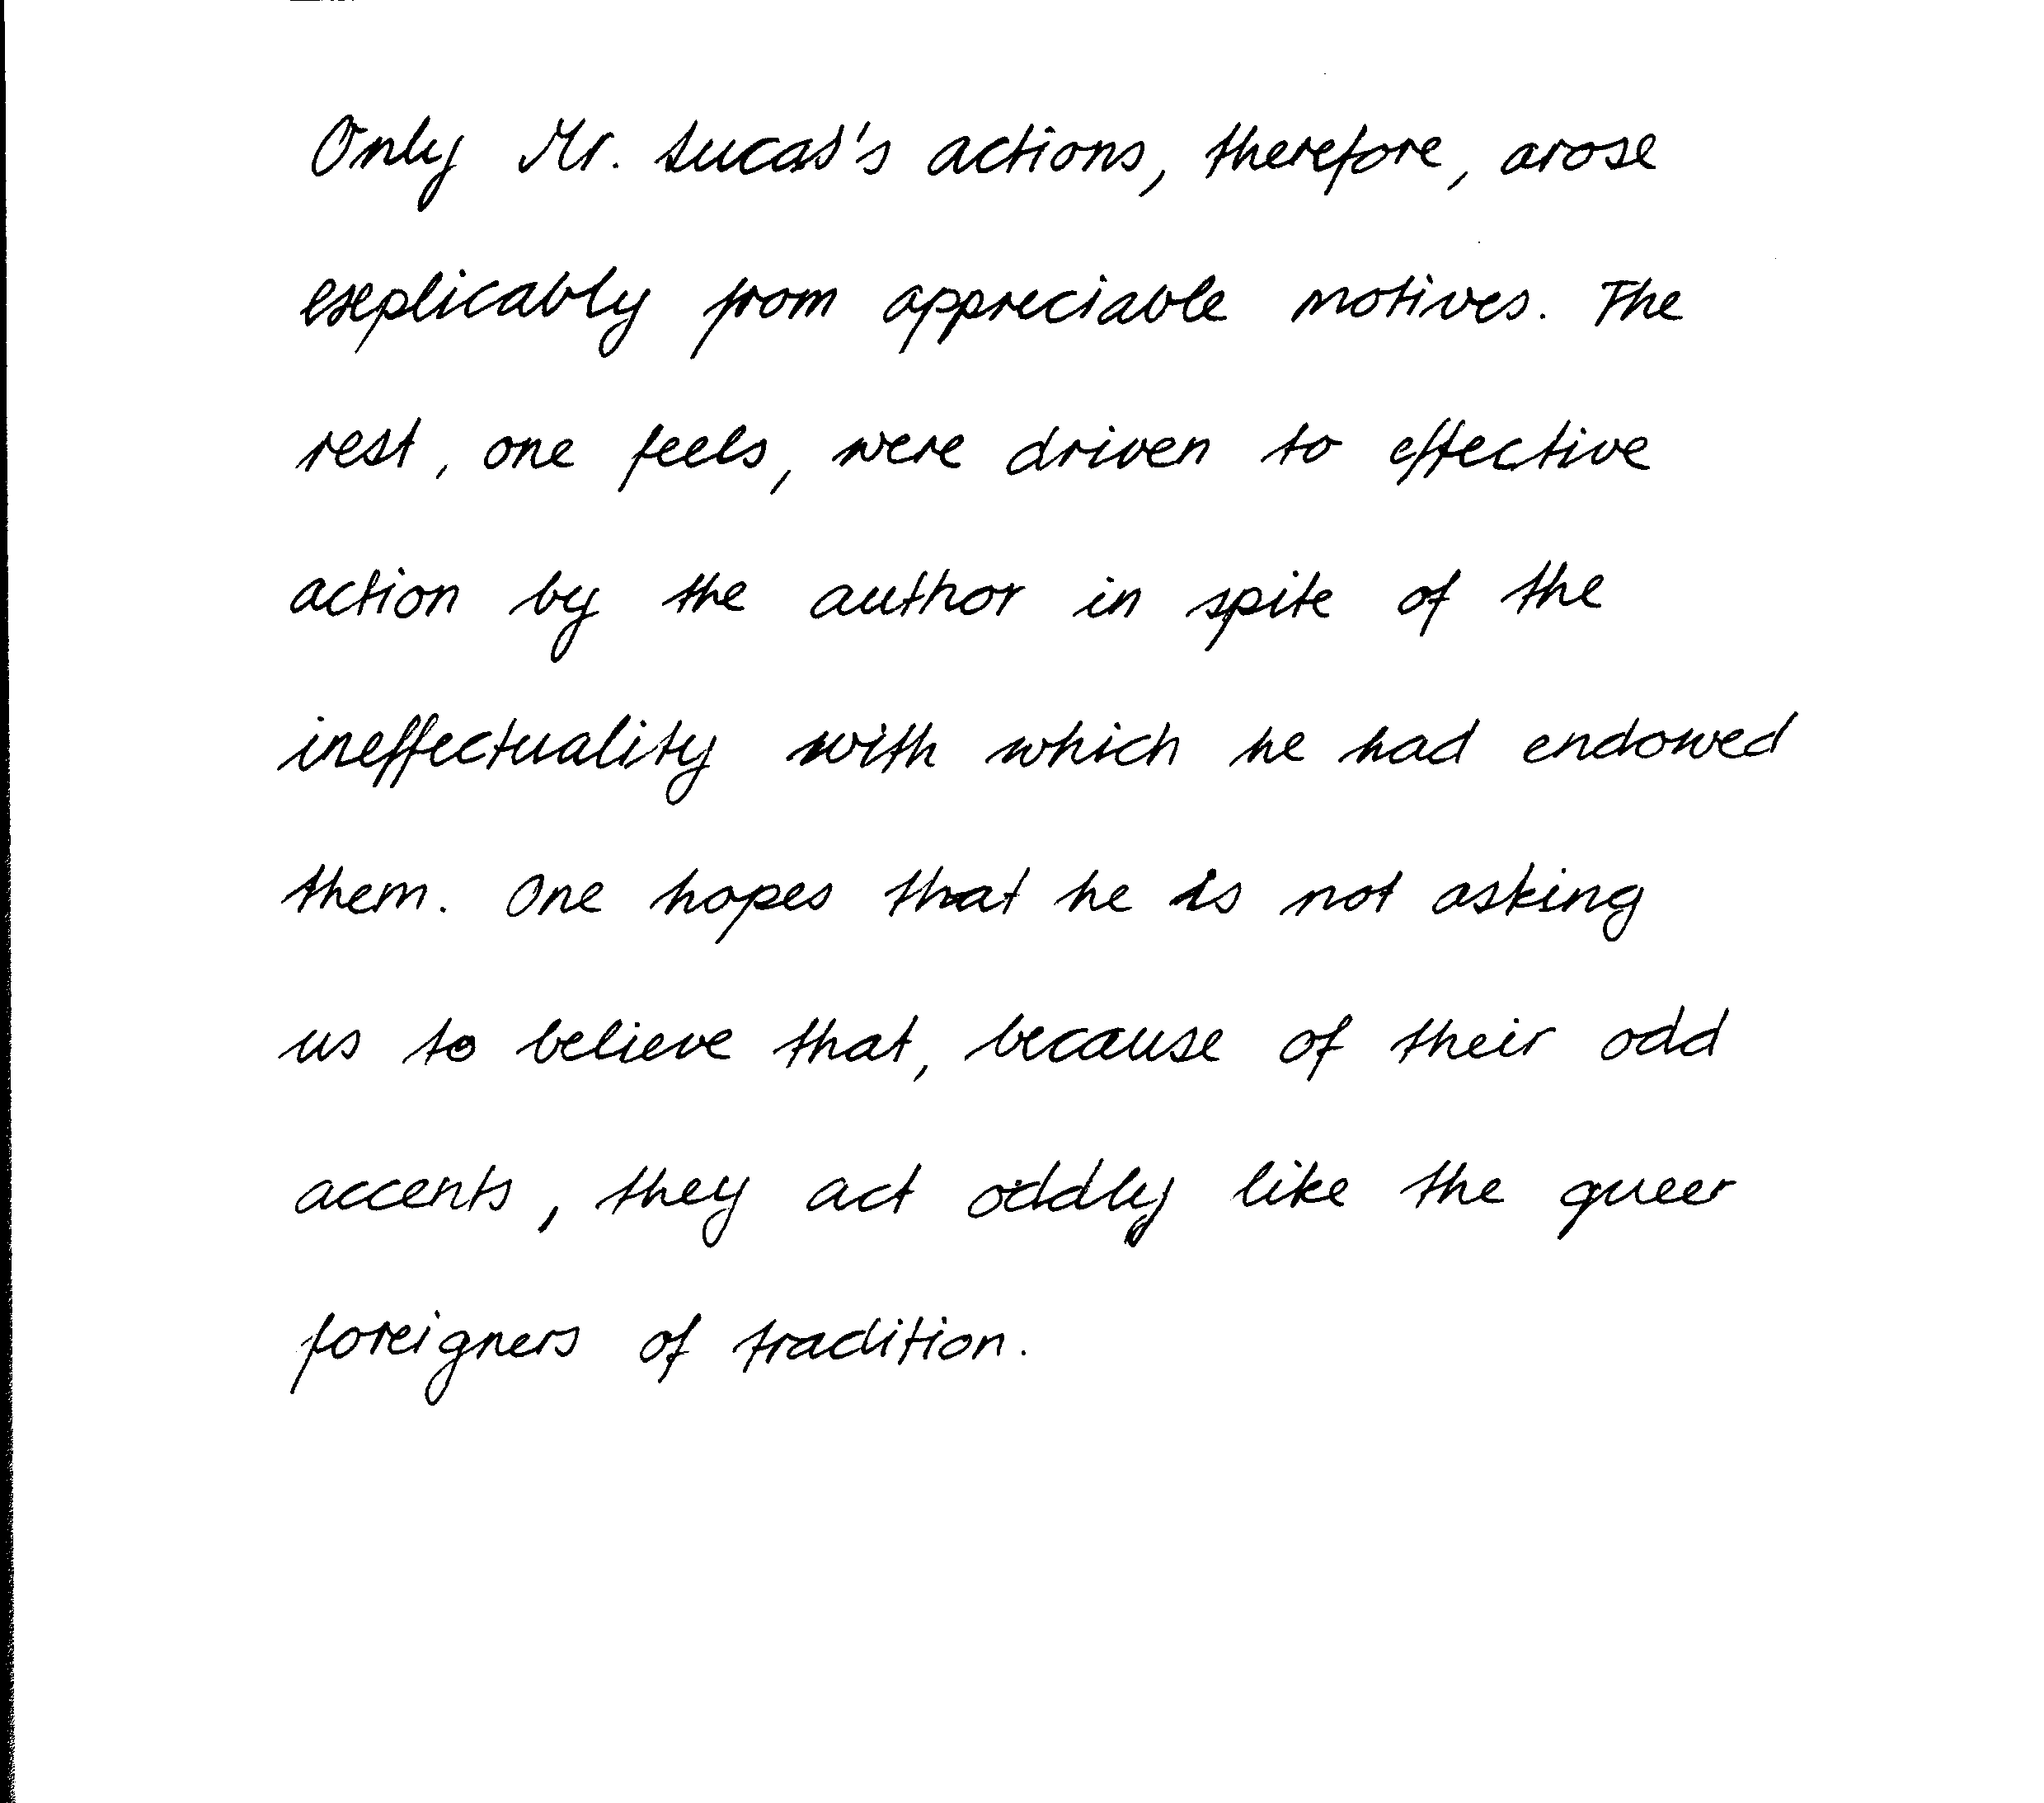 Only Mr. Lucas's actions, therefore, arose
explicably from appreciable motives. The
rest, one feels, were driven to effective
action by the author in spite of the
ineffectuality with which he had endowed
them. One hopes that he is not asking
us to believe that, because of their odd
accents, they act oddly like the queer
foreigners of tradition.